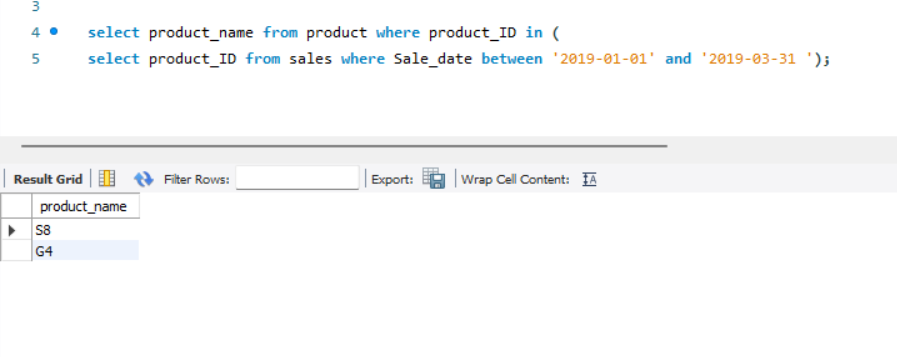 3
4 select product_name from product where product_ID in (
5 select product_ID from sales where Sale_date between '2019-01-01' and '2019-03-31 ');
Result Grid Filter Rows: Export: Wrap Cell Content: IA
product_name
S8
G4